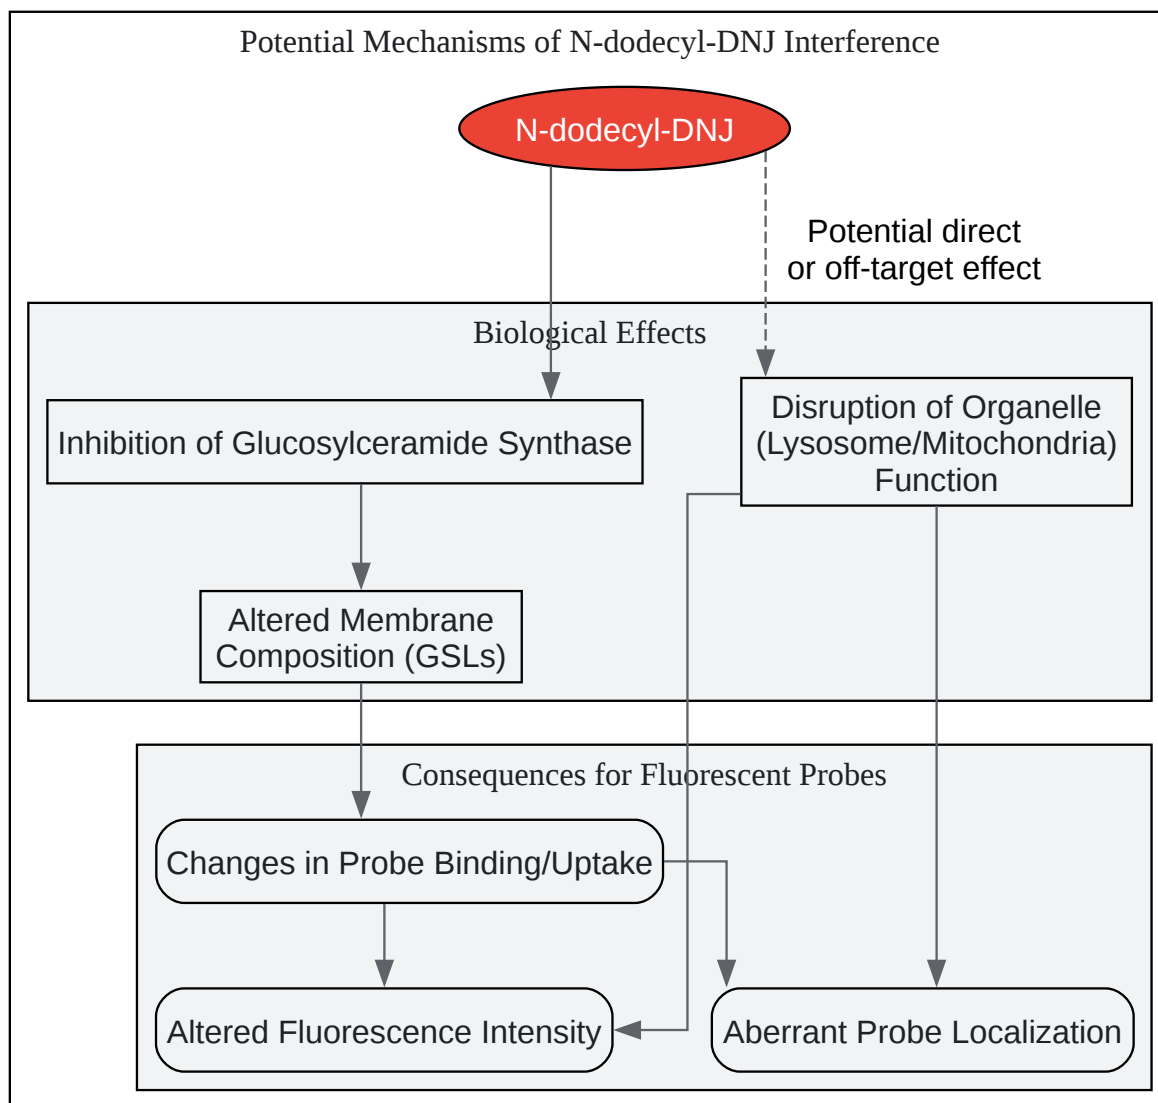 Potential Mechanisms of N-dodecyl-DNJ Interference
N-dodecyl-DNJ
Potential direct
or off-target effect
Biological Effects
Inhibition of Glucosylceramide Synthase
Disruption of Organelle
(Lysosome/Mitochondria)
Function
Altered Membrane
Composition (GSLs)
Consequences for Fluorescent Probes
Changes in Probe Binding/Uptake
Altered Fluorescence Intensity
Aberrant Probe Localization